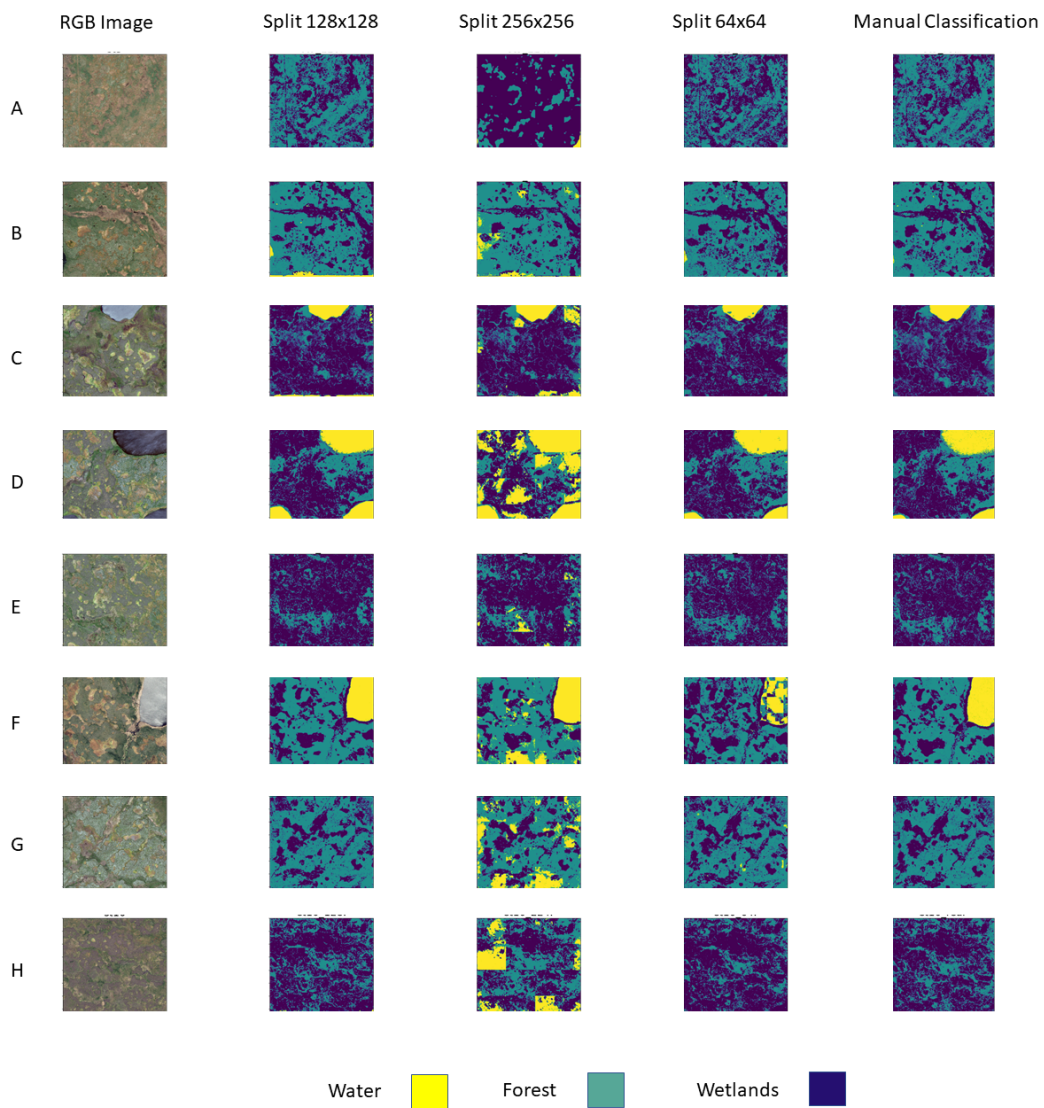 RGB Image Split 128x128 Split 256x256 Split 64x64 Manual Classification
A
B
C
D
E
F
G
H
Water Forest Wetlands